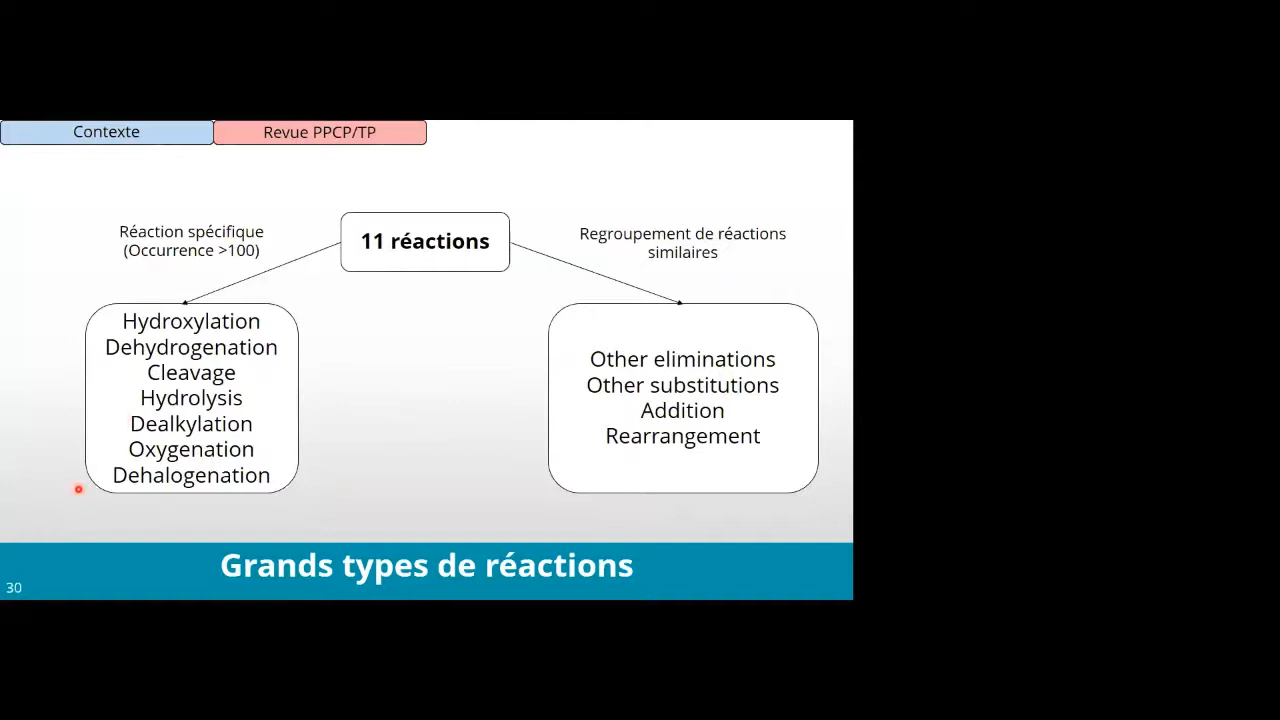 Contexte
Revue PPCP/TP
Réaction spécifique
(Occurrence >100)
11 réactions
Regroupement de réactions
similaires
Hydroxylation
Dehydrogenation
Cleavage
Hydrolysis
Dealkylation
Oxygenation
Dehalogenation
Other eliminations
Other substitutions
Addition
Rearrangement
Grands types de réactions
30